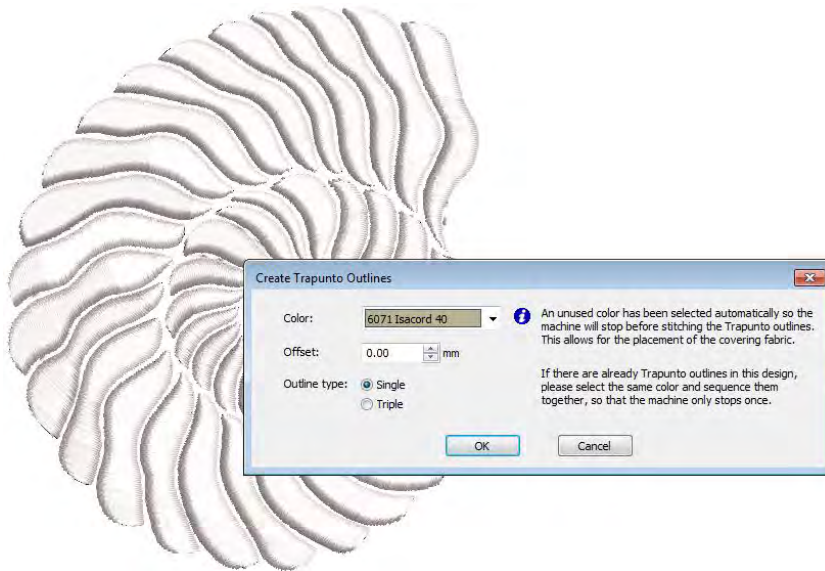 Create Trapunto Outlines
Color:
6071 Isacord 40
Offset:
0.00
mm
Outline type:
Single
Triple
An unused color has been selected automatically so the
machine will stop before stitching the Trapunto outlines.
This allows for the placement of the covering fabric.
If there are already Trapunto outlines in this design,
please select the same color and sequence them
together, so that the machine only stops once.
OK
Cancel